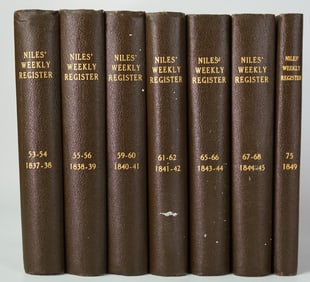 NILES'
WEEKLY
REGISTER
53-54
1837-38
NILES'
WEEKLY
REGISTER
55-56
1838-39
NILES'
WEEKLY
REGISTER
59-60
1840-41
NILES'
WEEKLY
REGISTER
61-62
1841-42
NILES'
WEEKLY
REGISTER
65-66
1843-44
NILES'
WEEKLY
REGISTER
67-68
1844-45
NILES'
WEEKLY
REGISTER
75
1849